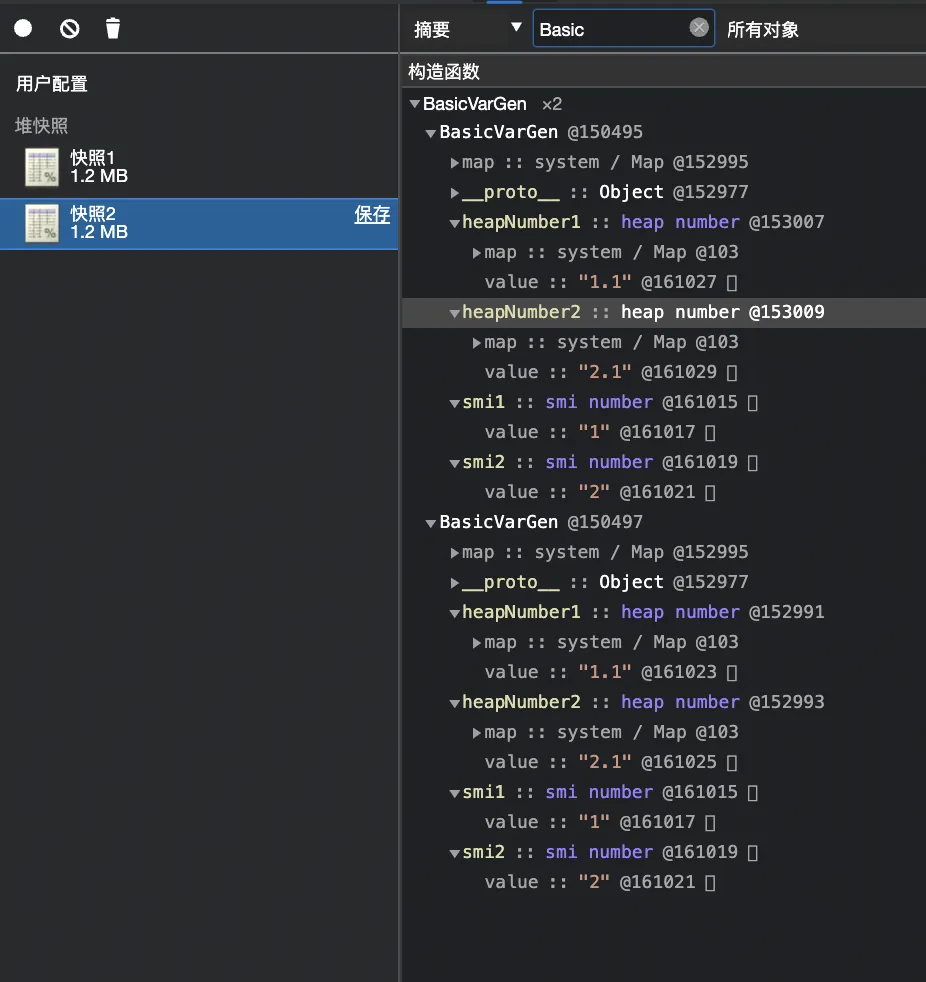 摘要
Basic
所有对象
用户配置
堆快照
快照1
1.2 MB
快照2
保存
1.2 MB
构造函数
BasicVarGen ×2
BasicVarGen @150495
map :: system / Map @152995
__proto__ :: Object @152977
heapNumber1 :: heap number @153007
map :: system / Map @103
value :: "1.1" @161027 ▯
heapNumber2 :: heap number @153009
map :: system / Map @103
value :: "2.1" @161029 ▯
smi1 :: smi number @161015 ▯
value :: "1" @161017 ▯
smi2 :: smi number @161019 ▯
value :: "2" @161021 ▯
BasicVarGen @150497
map :: system / Map @152995
__proto__ :: Object @152977
heapNumber1 :: heap number @152991
map :: system / Map @103
value :: "1.1" @161023 ▯
heapNumber2 :: heap number @152993
map :: system / Map @103
value :: "2.1" @161025 ▯
smi1 :: smi number @161015 ▯
value :: "1" @161017 ▯
smi2 :: smi number @161019 ▯
value :: "2" @161021 ▯